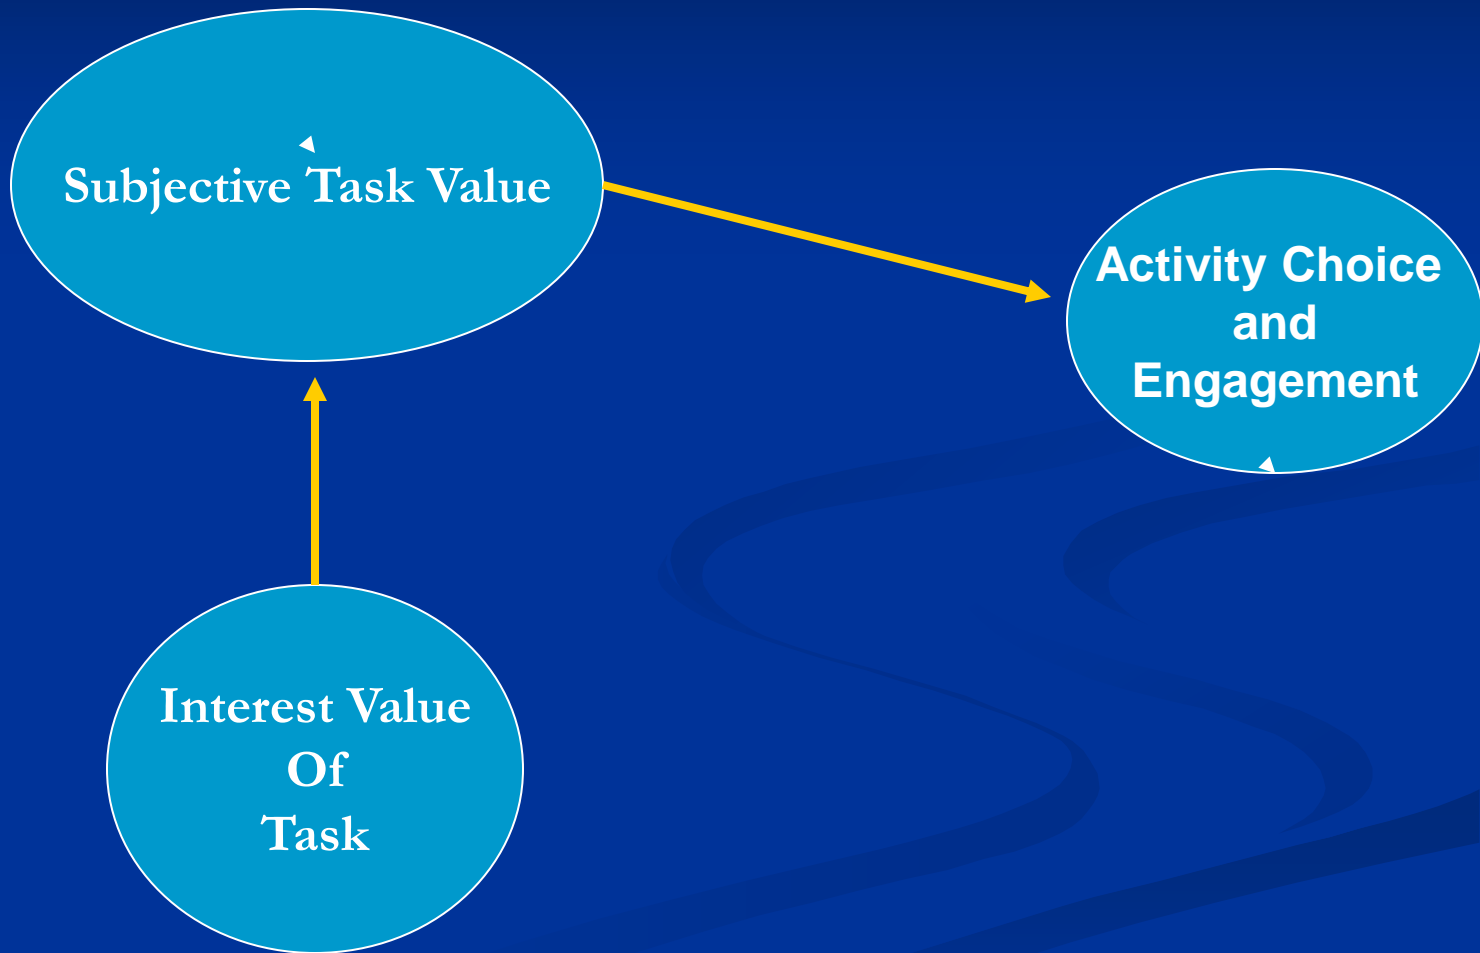 Subjective Task Value
Activity Choice
and
Engagement
Interest Value
Of
Task